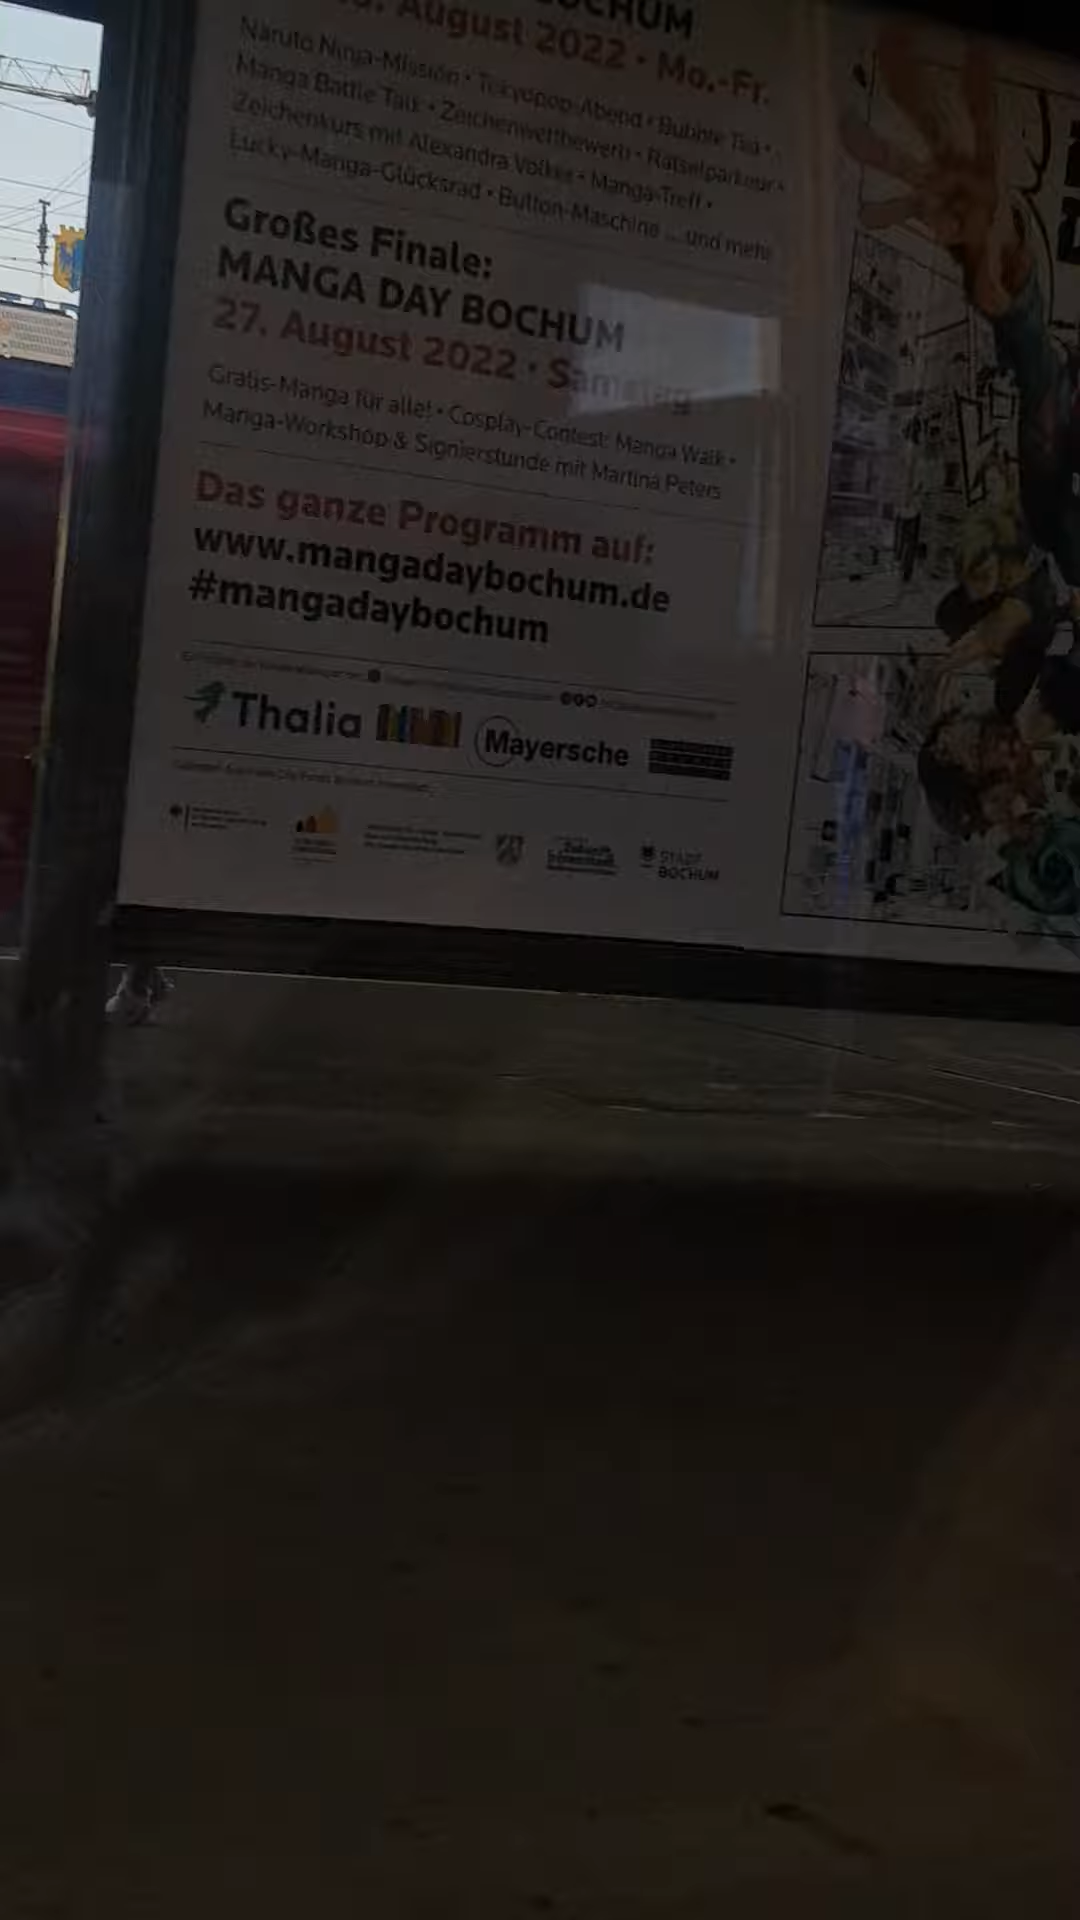 BOCHUM
August 2022 • Mo.-Fr.
Naruto Ninja-Mission • Tokyopop-Abend • Bubble Tea •
Manga Battle Talk • Zeichenwettbewerb • Rätselparkour •
Zeichenkurs mit Alexandra Völker • Manga-Treff •
Lucky-Manga-Glücksrad • Button-Maschine ... und mehr
Großes Finale:
MANGA DAY BOCHUM
27. August 2022 • Samstag
Gratis-Manga für alle! • Cosplay-Contest: Manga Walk •
Manga-Workshop & Signierstunde mit Martina Peters
Das ganze Programm auf:
www.mangadaybochum.de
#mangadaybochum
Thalia
Mayersche
STADT
BOCHUM